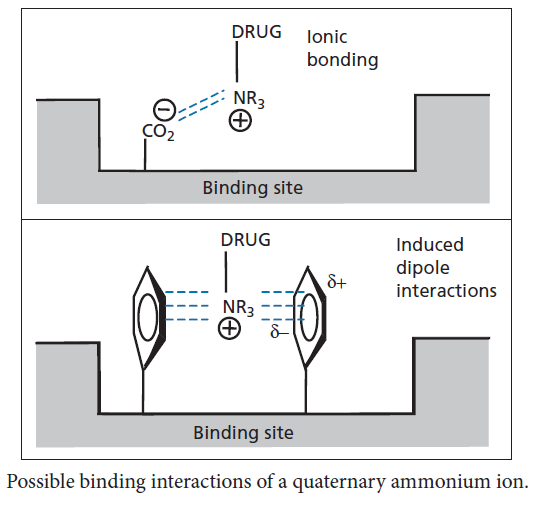 DRUG
Ionic
bonding
NR₃
⊕
⊖
CO₂
Binding site
DRUG
Induced
dipole
interactions
δ+
NR₃
⊕
δ–
Binding site
Possible binding interactions of a quaternary ammonium ion.